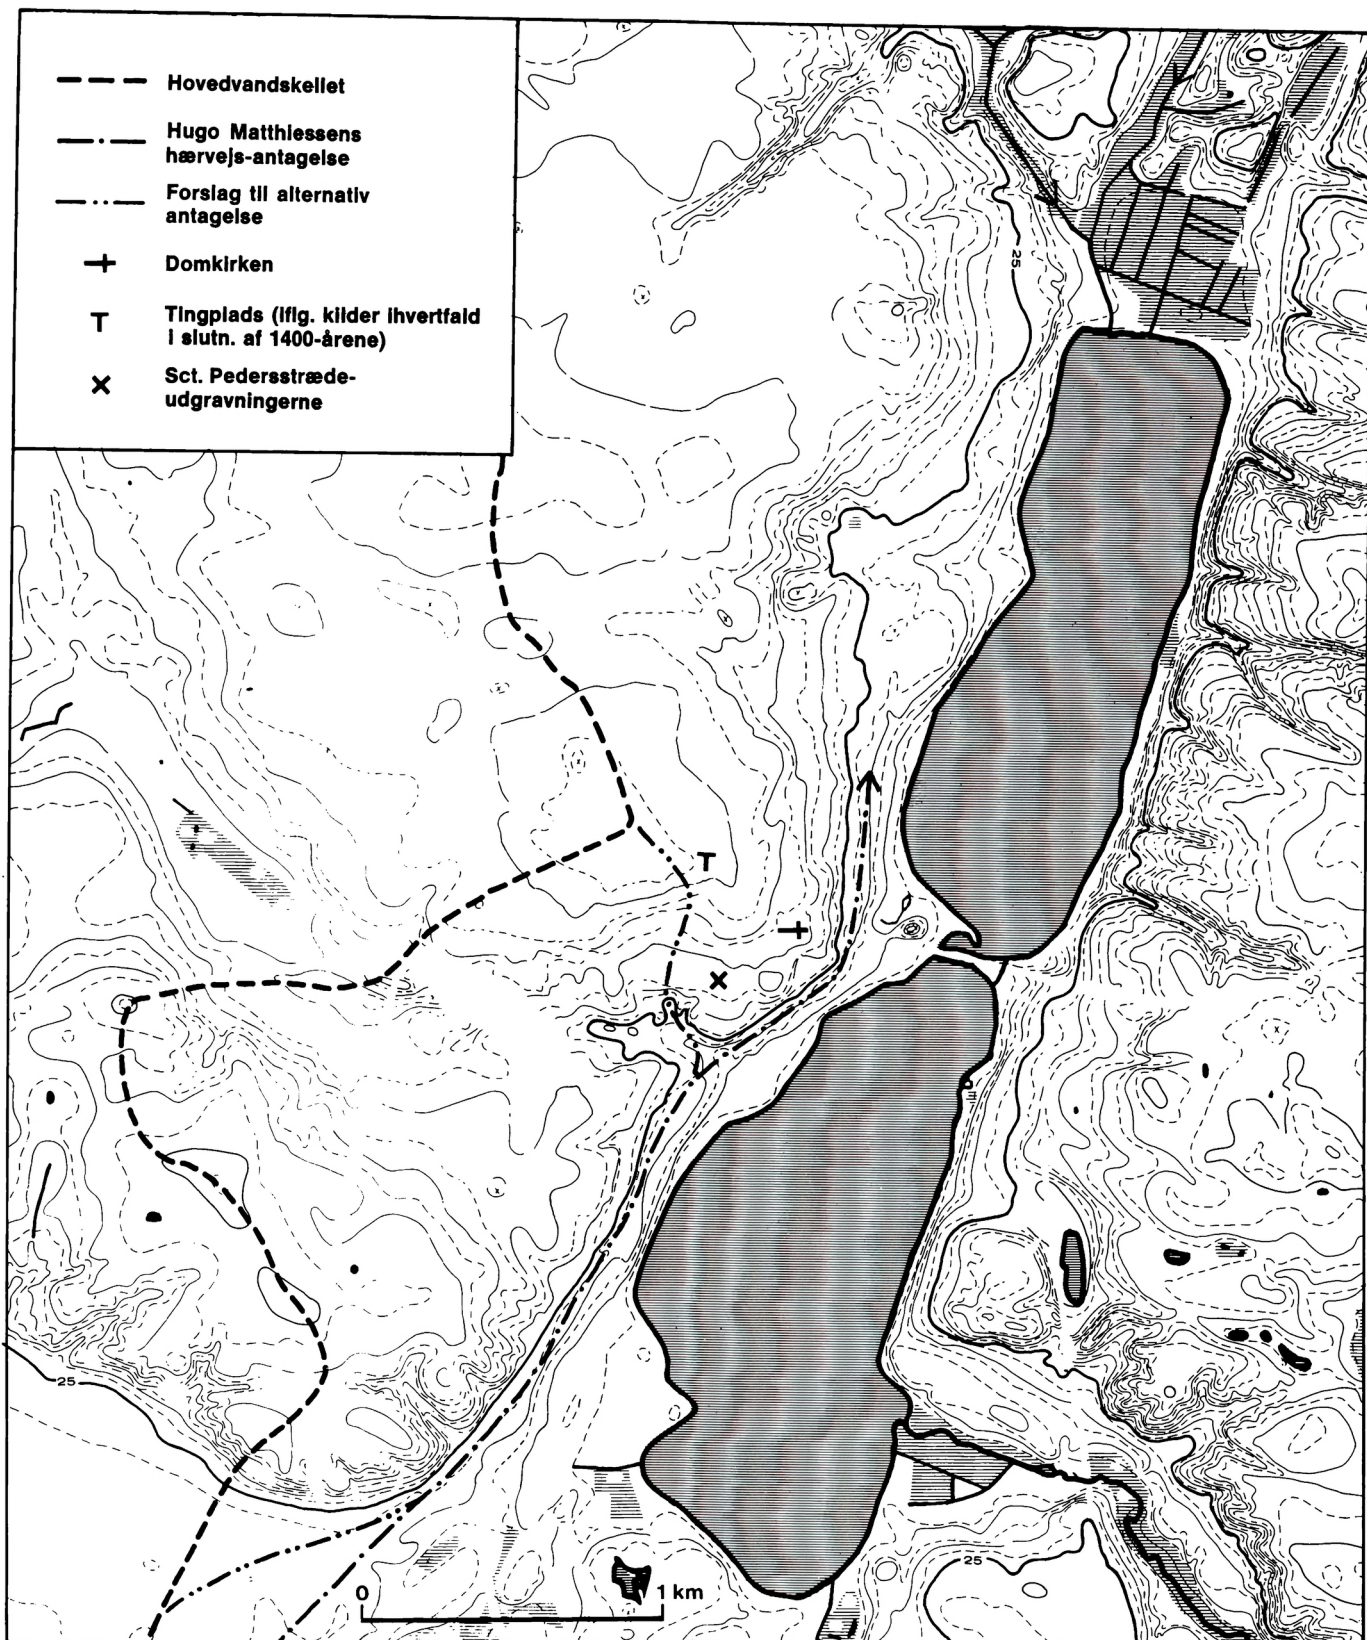 Hovedvandskellet
Hugo Matthiessens
hærvejs-antagelse
Forslag til alternativ
antagelse
Domkirken
T
Tingplads (iflg. kilder ihvertfald
i slutn. af 1400-årene)
Sct. Pedersstræde-
udgravningerne
25
T
25
25
0
1 km